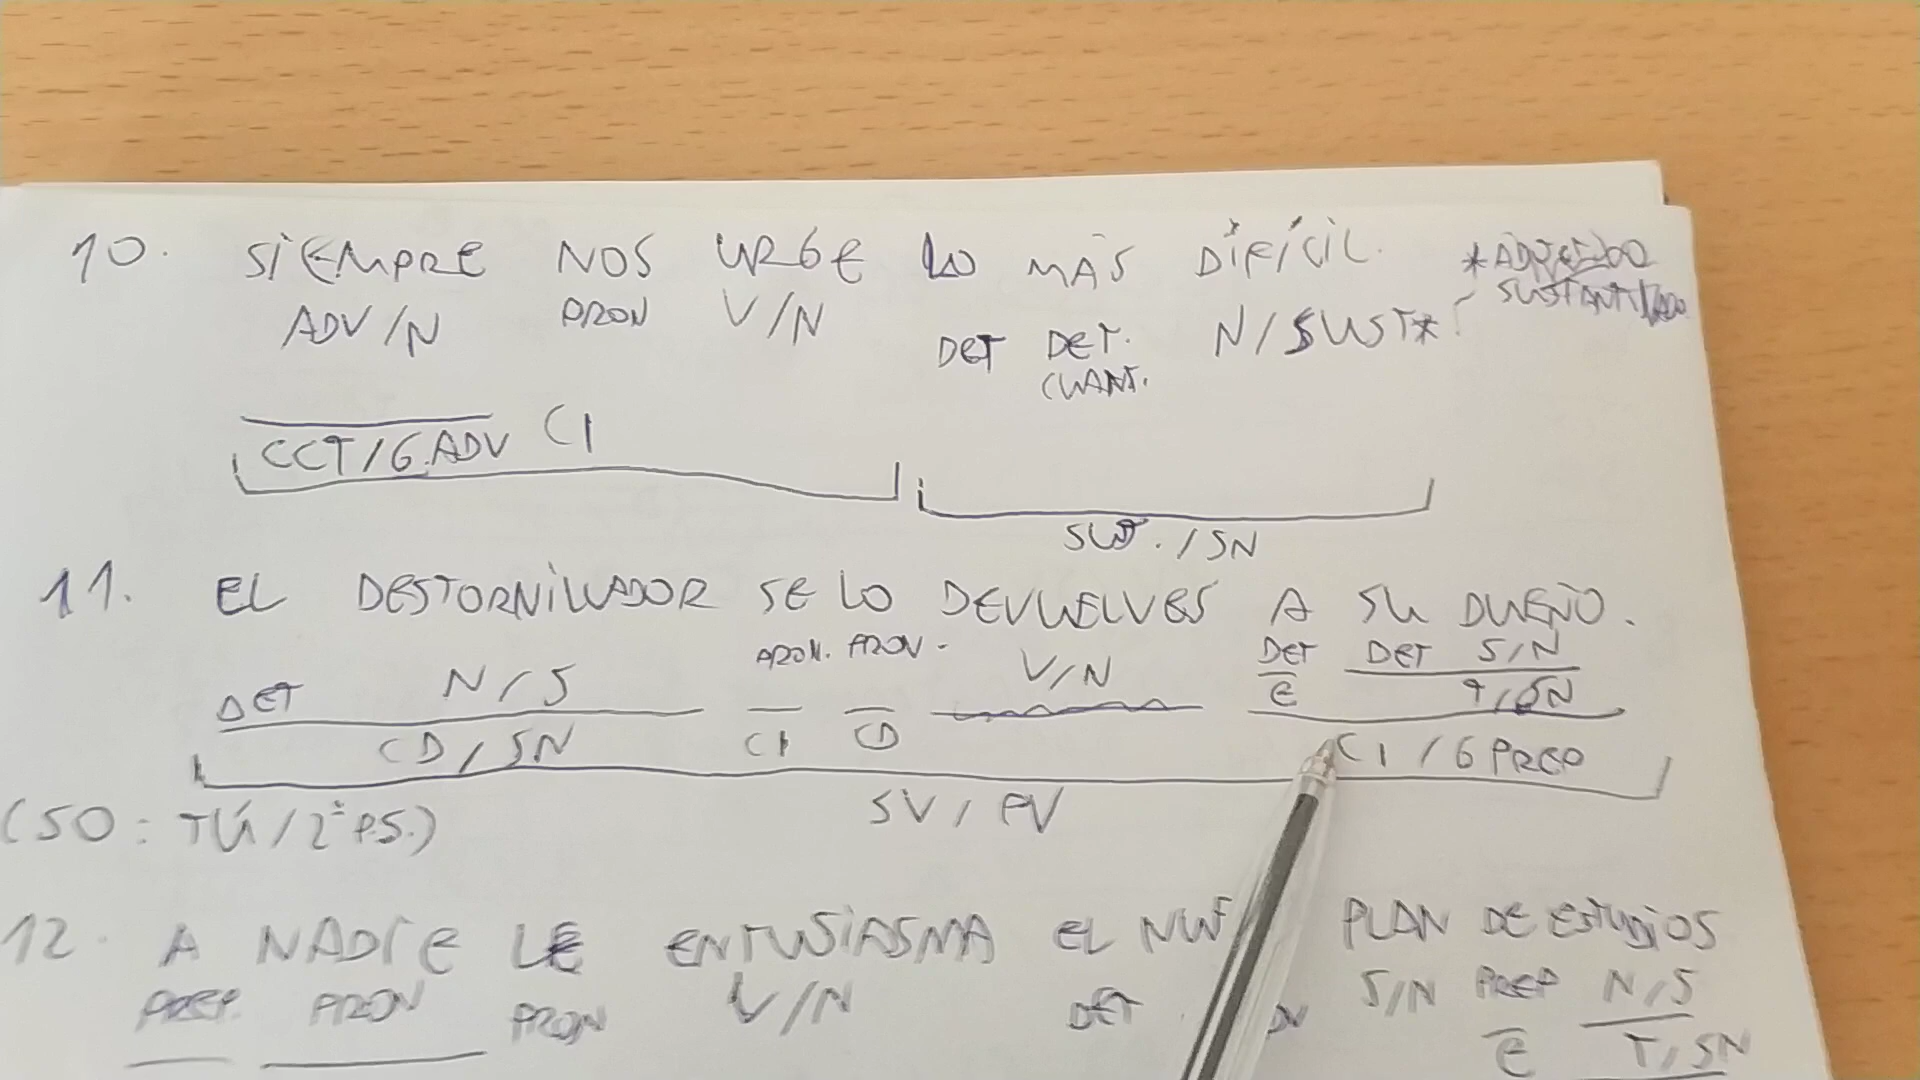 10. SIEMPRE NOS URGE LO MÁS DIFÍCIL. *ADJETIVO
SUSTANTIVADO
ADV/N PRON V/N DET DET. N/SUST*
CUANT.
CCT/G.ADV CI
SUJ./SN
11. EL DESTORNILLADOR SE LO DEVUELVES A SU DUEÑO.
DET N/S PRON. PRON. V/N DET DET S/N
E T/SN
CD/SN CI CD CI/G PREP
SV/PV
(SO: TÚ/2ª P.S.)
12. A NADIE LE ENTUSIASMA EL PLAN DE ESTUDIOS
PREP. PRON PRON V/N DET S/N PREP N/S
E T/SN